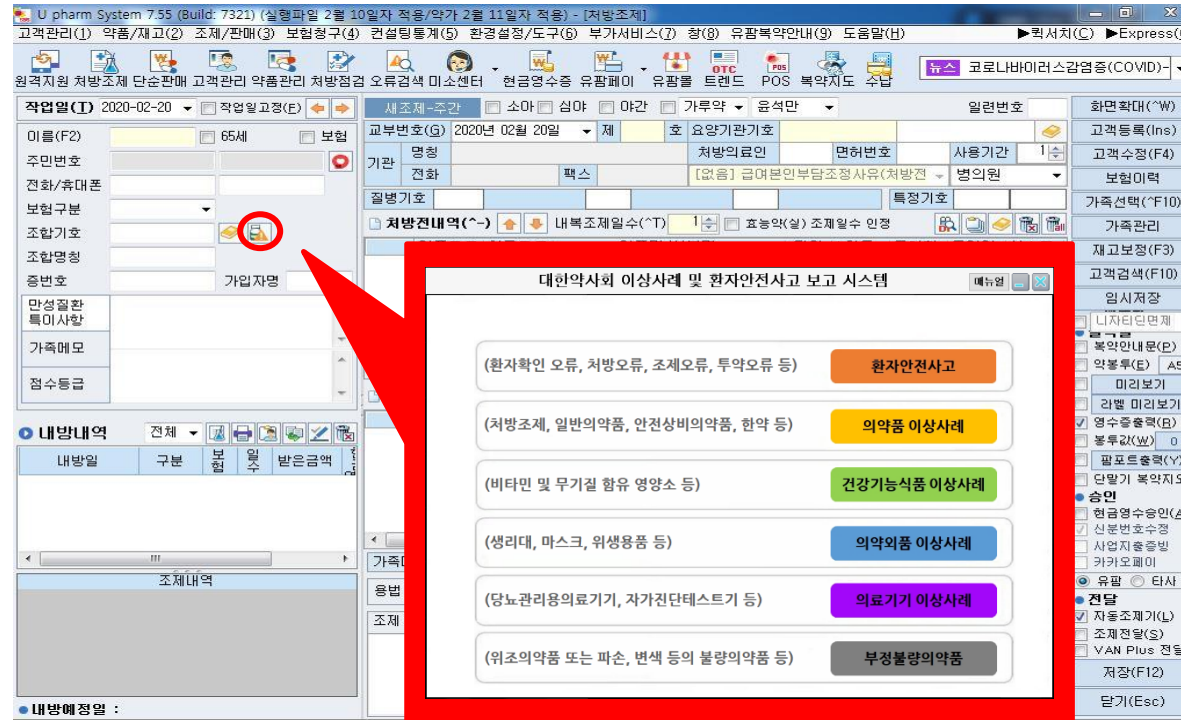 U pharm System 7.55 (Build: 7321) (실행파일 2월 10일자 적용/약가 2월 11일자 적용) - [처방조제]
고객관리(1) 약품/재고(2) 조제/판매(3) 보험청구(4) 컨설팅통계(5) 환경설정/도구(6) 부가서비스(7) 창(8) 유팜복약안내(9) 도움말(H) ▶퀵서치(C) ▶Express(
원격지원 처방조제 단순판매 고객관리 약품관리 처방점검 오류검색 미소센터 현금영수증 유팜페이 유팜몰 트렌드 POS 복약지도 수납
OTC POS
뉴스 코로나바이러스감염증(COVID)-
작업일(T) 2020-02-20 작업일고정(F)
새조제-주간 소아 심야 야간 가루약 윤석만 일련번호
이름(F2) 65세 보험
주민번호
전화/휴대폰
보험구분
조합기호
조합명칭
증번호 가입자명
만성질환
특이사항
가족메모
점수등급
교부번호(G) 2020년 02월 20일 제 호 요양기관기호
기관 명칭 처방의료인 면허번호 사용기간 1
전화 팩스 [없음] 급여본인부담조정사유(처방전 병의원
질병기호 특정기호
처방전내역(^-) 내복조제일수(^T) 1 효능약(실) 조제일수 인정
내방내역 전체
내방일 구분 보험 일수 받은금액
조제내역
내방예정일 :
용법
조제
대한약사회 이상사례 및 환자안전사고 보고 시스템 매뉴얼
(환자확인 오류, 처방오류, 조제오류, 투약오류 등) 환자안전사고
(처방조제, 일반의약품, 안전상비의약품, 한약 등) 의약품 이상사례
(비타민 및 무기질 함유 영양소 등) 건강기능식품 이상사례
(생리대, 마스크, 위생용품 등) 의약외품 이상사례
(당뇨관리용의료기기, 자가진단테스트기 등) 의료기기 이상사례
(위조의약품 또는 파손, 변색 등의 불량의약품 등) 부정불량의약품
화면확대(^W)
고객등록(Ins)
고객수정(F4)
보험이력
가족선택(^F10)
가족관리
재고보정(F3)
고객검색(F10)
임시저장
니자티딘면제
복약안내문(P)
약봉투(E) A5
미리보기
라벨 미리보기
영수증출력(B)
봉투값(W) 0
팜포트출력(Y)
단말기 복약지도
승인
현금영수승인(A
신분번호수정
사업지출증빙
카카오페이
유팜 타사
전달
자동조제기(L)
조제전달(S)
VAN Plus 전달
저장(F12)
닫기(Esc)